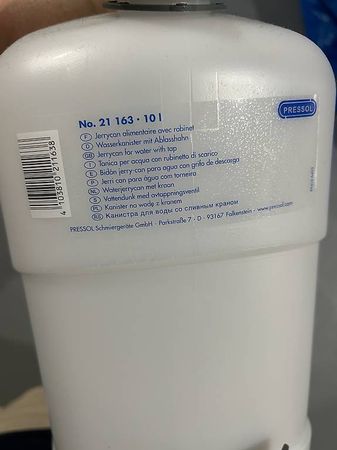 No. 21 163 · 10 l
PRESSOL
F Jerrycan alimentaire avec robinet
D Wasserkanister mit Ablasshahn
GB Jerrycan for water with tap
I Tanica per acqua con rubinetto di scarico
E Bidón jerry-can para agua con grifo de descarga
P Jerri can para água com torneira
NL Waterjerrycan met kraan
S Vattendunk med avtappningsventil
PL Kanister na wodę z kranem
RUS Канистра для воды со сливным краном
PRESSOL Schmiergeräte GmbH · Parkstraße 7 · D - 93167 Falkenstein · www.pressol.com
4 103810 211638